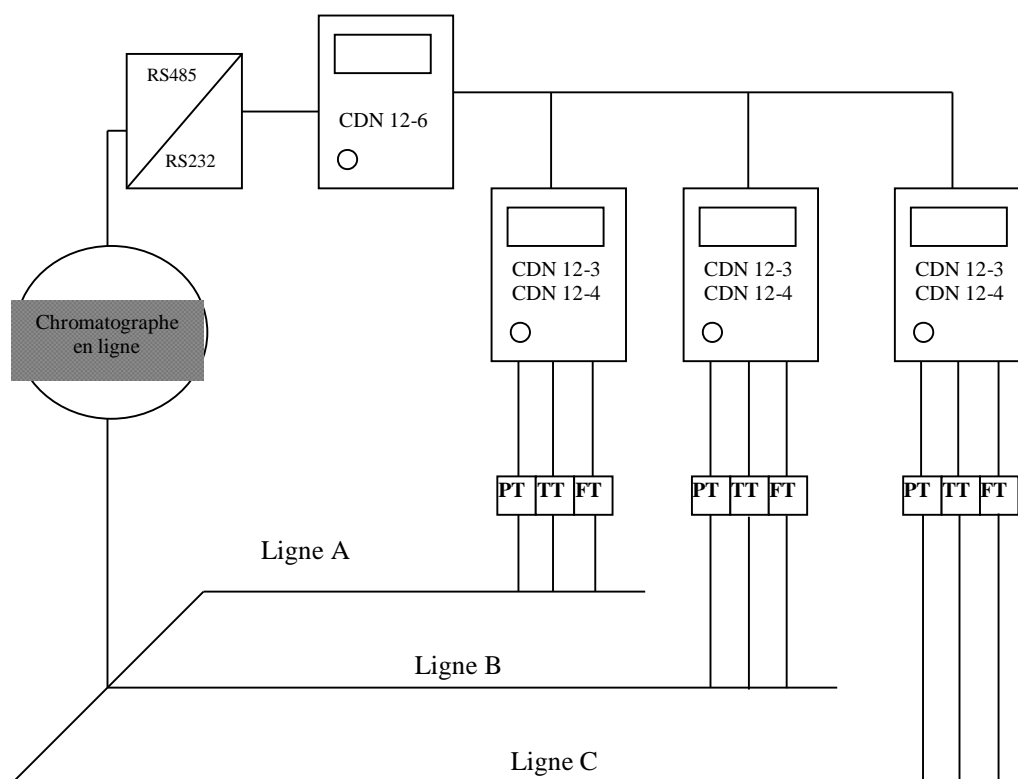 RS485
RS232
CDN 12-6
CDN 12-3
CDN 12-4
CDN 12-3
CDN 12-4
CDN 12-3
CDN 12-4
Chromatographe
en ligne
PT TT FT
PT TT FT
PT TT FT
Ligne A
Ligne B
Ligne C